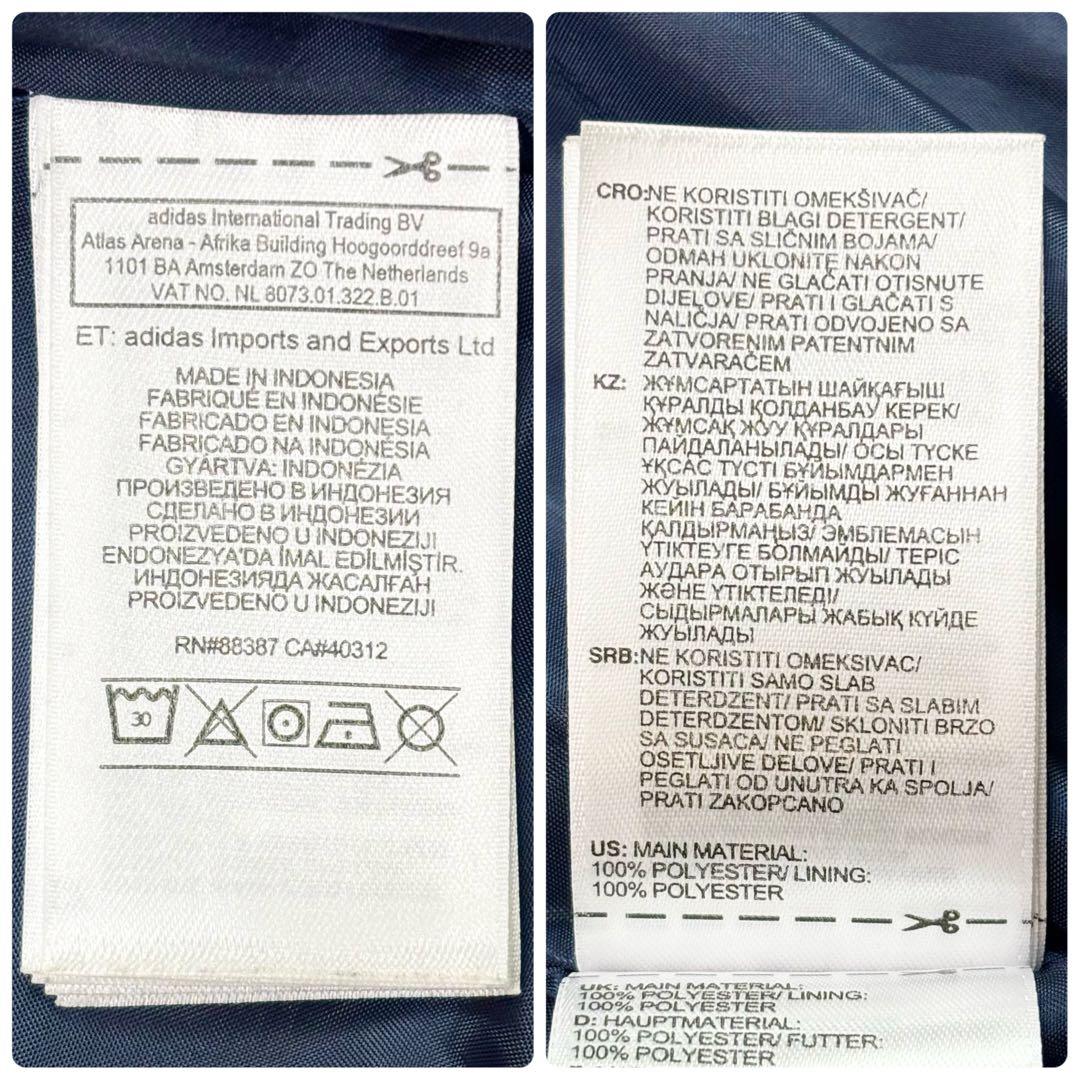 adidas International Trading BV
Atlas Arena - Afrika Building Hoogoorddreef 9a
1101 BA Amsterdam ZO The Netherlands
VAT NO. NL 8073.01.322.B.01
ET: adidas Imports and Exports Ltd
MADE IN INDONESIA
FABRIQUÉ EN INDONÉSIE
FABRICADO EN INDONESIA
FABRICADO NA INDONÉSIA
GYÁRTVA: INDONÉZIA
ПРОИЗВЕДЕНО В ИНДОНЕЗИЯ
СДЕЛАНО В ИНДОНЕЗИИ
PROIZVEDENO U INDONEZIJI
ENDONEZYA'DA İMAL EDİLMİŞTİR.
ИНДОНЕЗИЯДА ЖАСАЛҒАН
PROIZVEDENO U INDONEZIJI
RN#88387 CA#40312
30
CRO:NE KORISTITI OMEKŠIVAČ/
KORISTITI BLAGI DETERGENT/
PRATI SA SLIČNIM BOJAMA/
ODMAH UKLONITE NAKON
PRANJA/ NE GLAČATI OTISNUTE
DIJELOVE/ PRATI I GLAČATI S
NALIČJA/ PRATI ODVOJENO SA
ZATVORENIM PATENTNIM
ZATVARAČEM
KZ: ЖҰМСАРТАТЫН ШАЙҚАҒЫШ
ҚҰРАЛДЫ ҚОЛДАНБАУ КЕРЕК/
ЖҰМСАҚ ЖУУ ҚҰРАЛДАРЫ
ПАЙДАЛАНЫЛАДЫ/ ОСЫ ТҮСКЕ
ҰҚСАС ТҮСТІ БҰЙЫМДАРМЕН
ЖУЫЛАДЫ/ БҰЙЫМДЫ ЖУҒАННАН
КЕЙІН БАРАБАНДА
ҚАЛДЫРМАҢЫЗ/ ЭМБЛЕМАСЫН
ҮТІКТЕУГЕ БОЛМАЙДЫ/ ТЕРІС
АУДАРА ОТЫРЫП ЖУЫЛАДЫ
ЖӘНЕ ҮТІКТЕЛЕДІ/
СЫДЫРМАЛАРЫ ЖАБЫҚ КҮЙДЕ
ЖУЫЛАДЫ
SRB:NE KORISTITI OMEKSIVAC/
KORISTITI SAMO SLAB
DETERDZENT/ PRATI SA SLABIM
DETERDZENTOM/ SKLONITI BRZO
SA SUSACA/ NE PEGLATI
OSETLJIVE DELOVE/ PRATI I
PEGLATI OD UNUTRA KA SPOLJA/
PRATI ZAKOPCANO
US: MAIN MATERIAL:
100% POLYESTER/ LINING:
100% POLYESTER
UK: MAIN MATERIAL:
100% POLYESTER/ LINING:
100% POLYESTER
D: HAUPTMATERIAL:
100% POLYESTER/ FUTTER:
100% POLYESTER